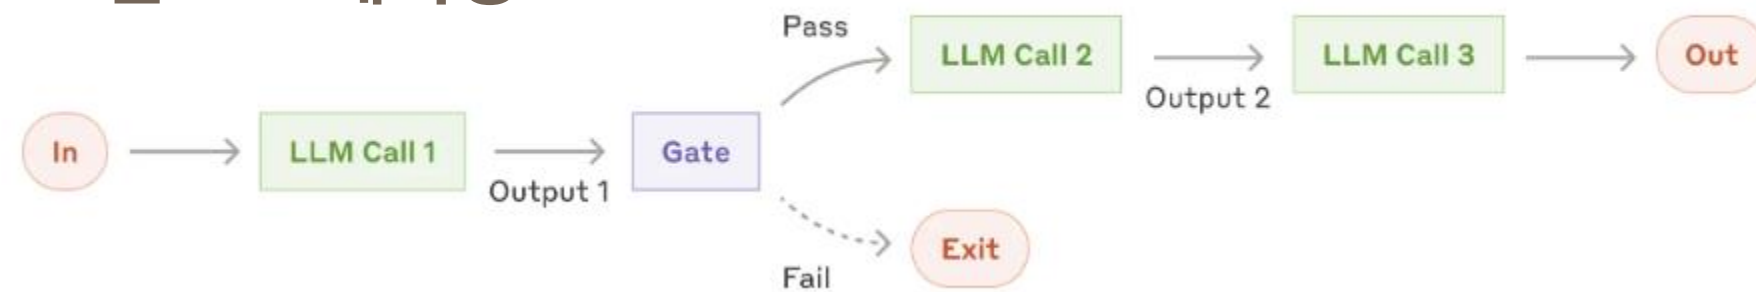 Pass
LLM Call 2
LLM Call 3
Out
Output 2
In
LLM Call 1
Gate
Output 1
Exit
Fail